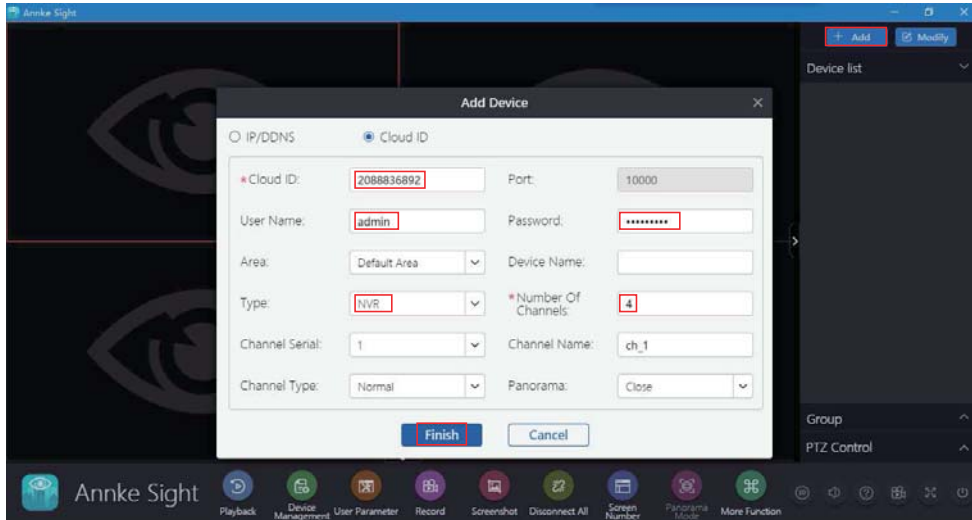 Annke Sight
+ Add
Modify
Device list
Add Device
IP/DDNS
Cloud ID
*Cloud ID: 2088836892
Port: 10000
User Name: admin
Password: •••••••••
Area: Default Area
Device Name:
Type: NVR
*Number Of
Channels: 4
Channel Serial: 1
Channel Name: ch_1
Channel Type: Normal
Panorama: Close
Finish
Cancel
Group
PTZ Control
Annke Sight
Playback
Device
Management
User Parameter
Record
Screenshot
Disconnect All
Screen
Number
Panorama
Mode
More Function